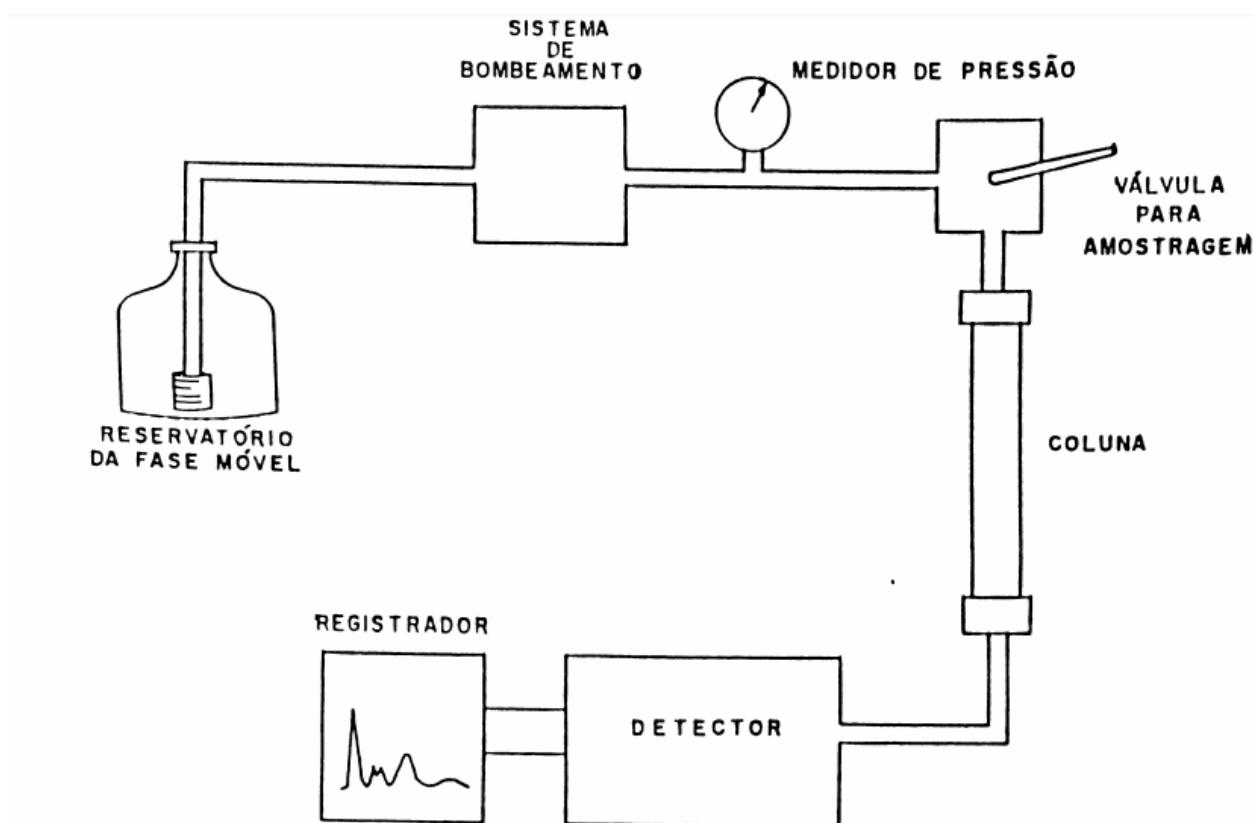 SISTEMA
DE
BOMBEAMENTO
MEDIDOR DE PRESSÃO
VÁLVULA
PARA
AMOSTRAGEM
RESERVATÓRIO
DA FASE MÓVEL
COLUNA
REGISTRADOR
DETECTOR